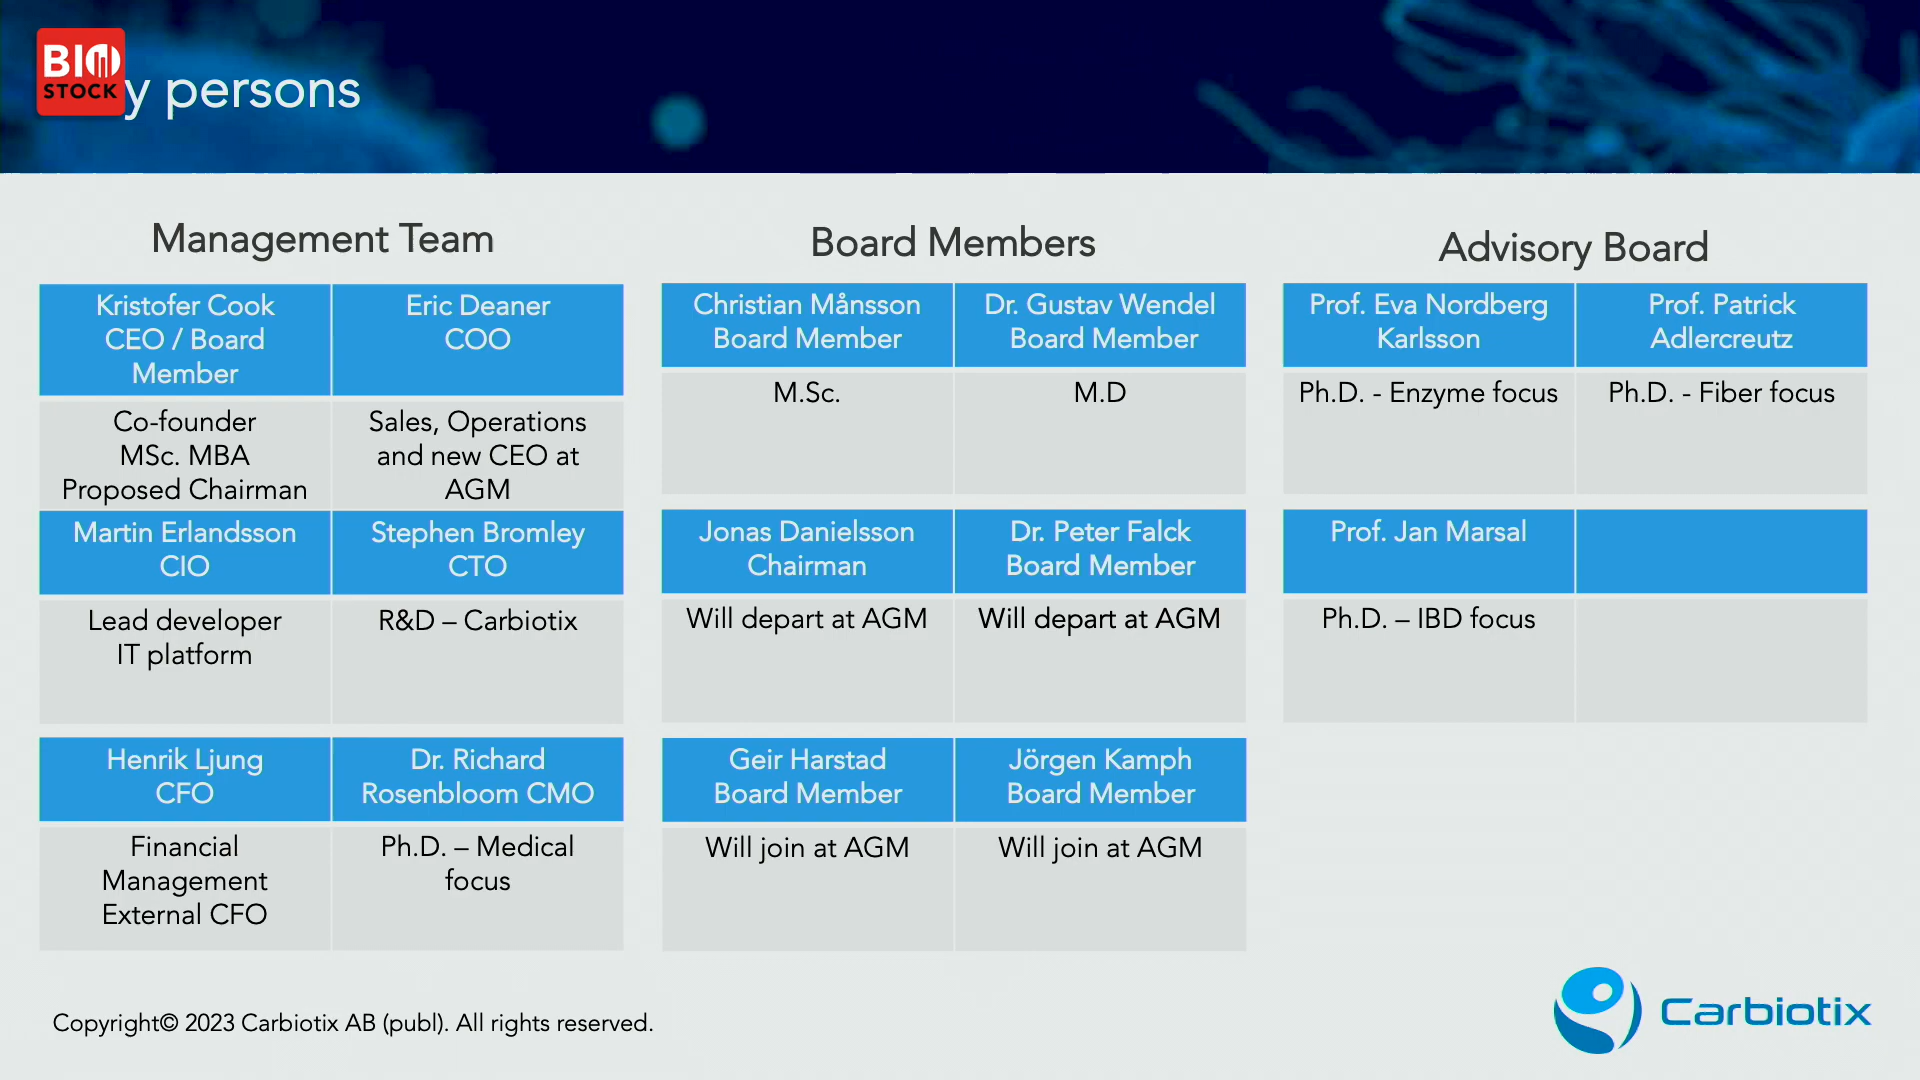 BIO
STOCK
y persons
Management Team
Kristofer Cook
CEO / Board
Member
Eric Deaner
COO
Co-founder
MSc. MBA
Proposed Chairman
Sales, Operations
and new CEO at
AGM
Martin Erlandsson
CIO
Stephen Bromley
CTO
Lead developer
IT platform
R&D – Carbiotix
Henrik Ljung
CFO
Dr. Richard
Rosenbloom CMO
Financial
Management
External CFO
Ph.D. – Medical
focus
Board Members
Christian Månsson
Board Member
Dr. Gustav Wendel
Board Member
M.Sc.
M.D
Jonas Danielsson
Chairman
Dr. Peter Falck
Board Member
Will depart at AGM
Will depart at AGM
Geir Harstad
Board Member
Jörgen Kamph
Board Member
Will join at AGM
Will join at AGM
Advisory Board
Prof. Eva Nordberg
Karlsson
Prof. Patrick
Adlercreutz
Ph.D. - Enzyme focus
Ph.D. - Fiber focus
Prof. Jan Marsal
Ph.D. – IBD focus
Copyright© 2023 Carbiotix AB (publ). All rights reserved.
Carbiotix